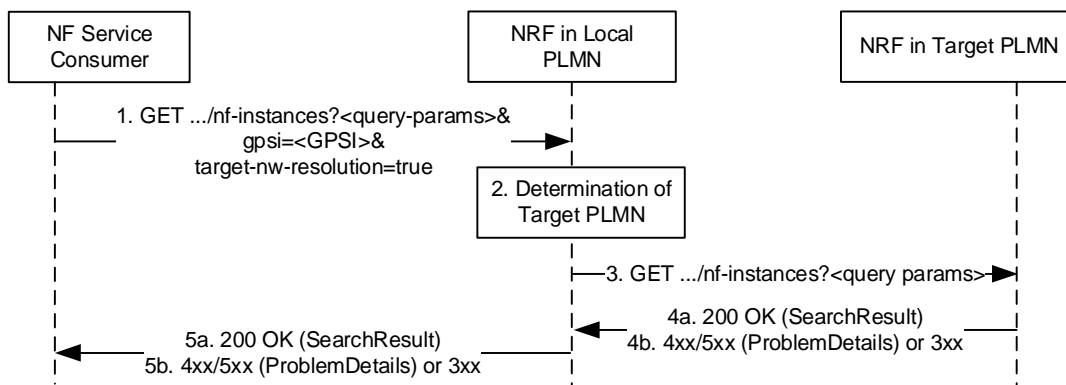 NF Service
Consumer
NRF in Local
PLMN
NRF in Target PLMN
1. GET .../nf-instances?<query-params>&
gpsi=<GPSI>&
target-nw-resolution=true
2. Determination of
Target PLMN
3. GET .../nf-instances?<query params>
4a. 200 OK (SearchResult)
4b. 4xx/5xx (ProblemDetails) or 3xx
5a. 200 OK (SearchResult)
5b. 4xx/5xx (ProblemDetails) or 3xx